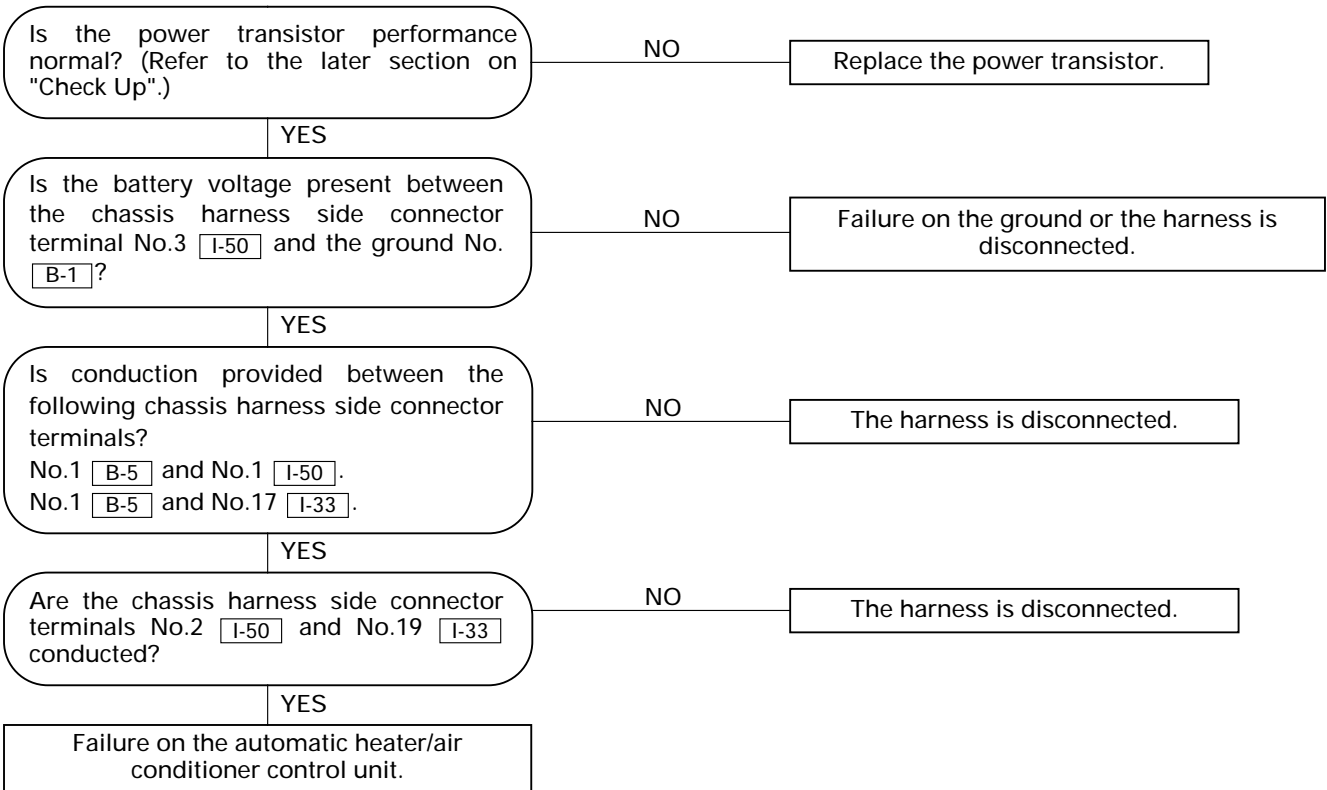 Is the power transistor performance
normal? (Refer to the later section on
"Check Up".)
NO
Replace the power transistor.
YES
Is the battery voltage present between
the chassis harness side connector
terminal No.3 I-50 and the ground No.
B-1 ?
NO
Failure on the ground or the harness is
disconnected.
YES
Is conduction provided between the
following chassis harness side connector
terminals?
No.1 B-5 and No.1 I-50 .
No.1 B-5 and No.17 I-33 .
NO
The harness is disconnected.
YES
Are the chassis harness side connector
terminals No.2 I-50 and No.19 I-33
conducted?
NO
The harness is disconnected.
YES
Failure on the automatic heater/air
conditioner control unit.